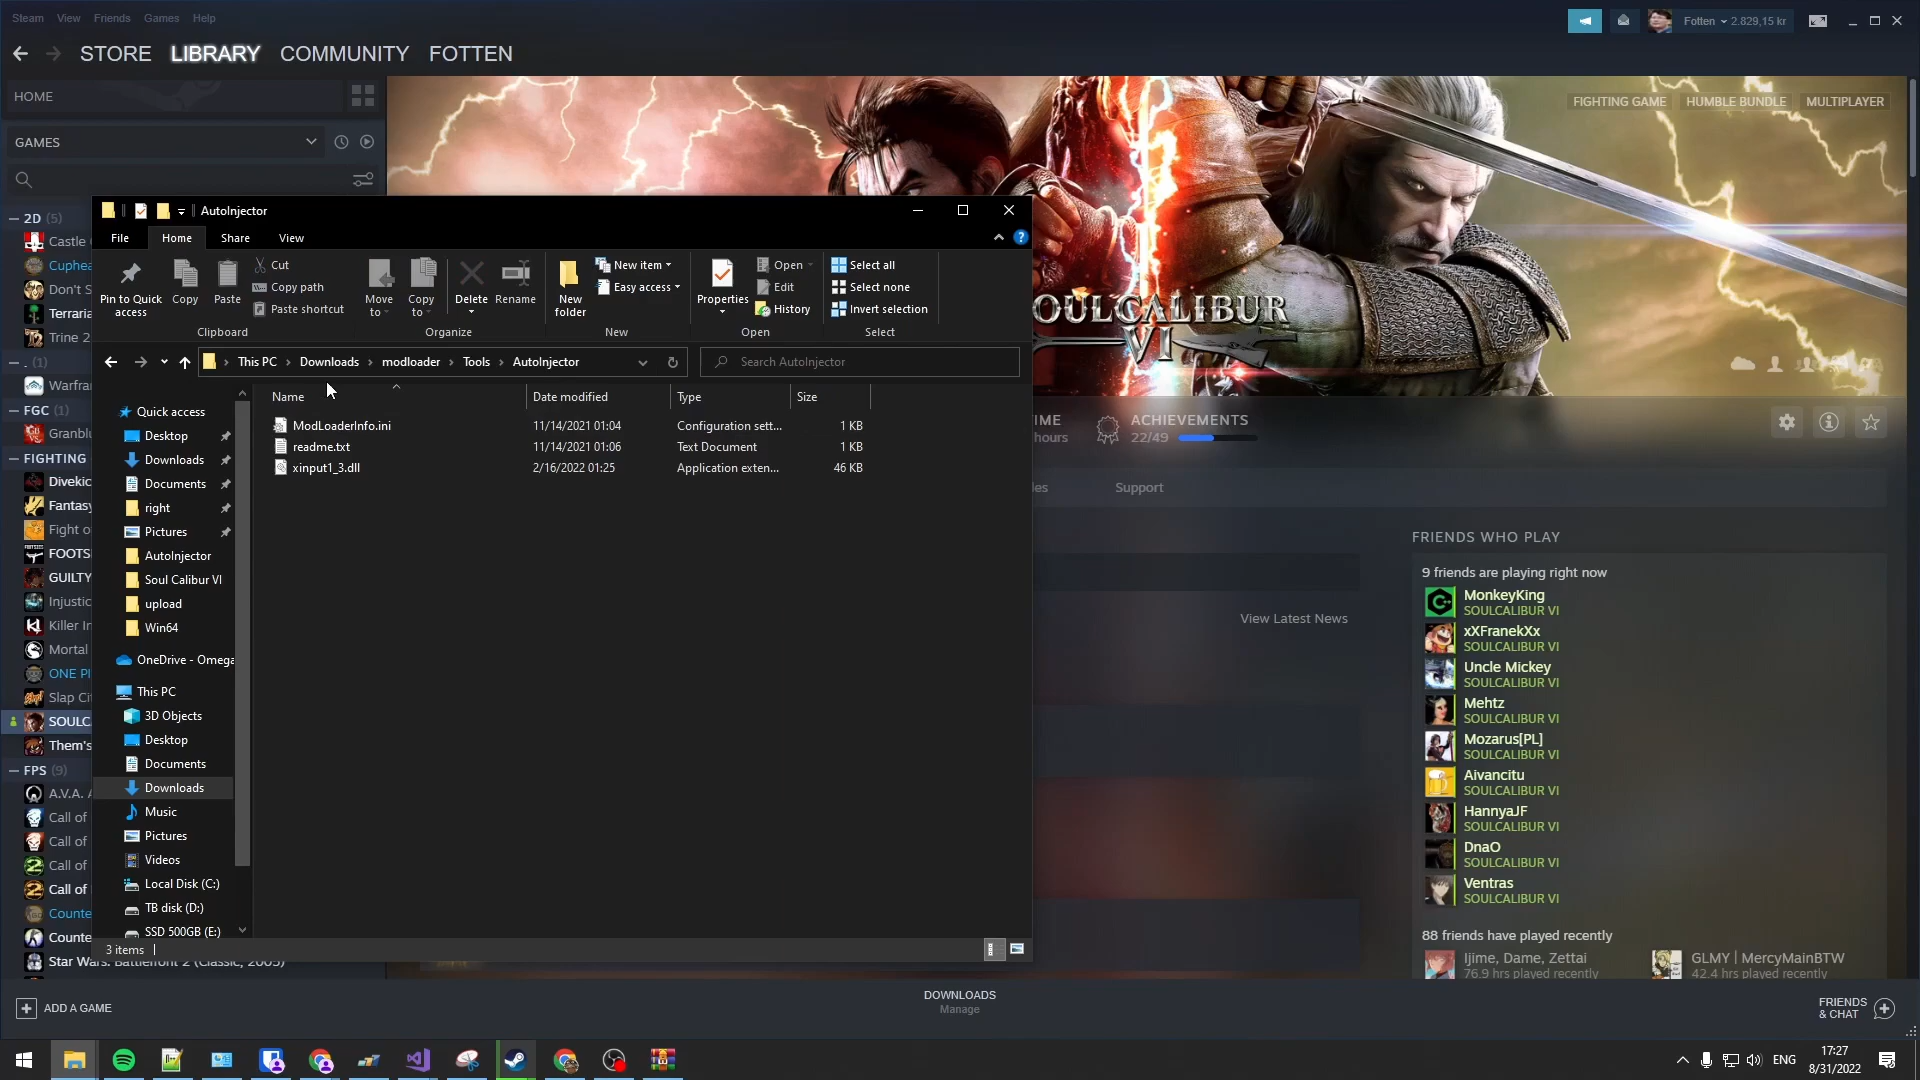 Steam View Friends Games Help
Fotten 2.829,15 kr
STORE LIBRARY COMMUNITY FOTTEN
HOME
FIGHTING GAME HUMBLE BUNDLE MULTIPLAYER
GAMES
SOULCALIBUR
VI
2D (5)
Castle
Cuphea
Don't S
Terraria
Trine 2
. (1)
Warfra
FGC (1)
Granblu
FIGHTING
Divekic
Fantasy
Fight o
FOOTS
GUILTY
Injustic
Killer In
Mortal
ONE PI
Slap Cit
SOULC
Them's
FPS (9)
A.V.A. A
Call of
Call of
Call of
Call of
Counte
Counte
Star Wars: Battlefront 2 (Classic, 2005)
AutoInjector
File Home Share View
Pin to Quick access
Copy
Paste
Cut
Copy path
Paste shortcut
Clipboard
Move to
Copy to
Delete
Rename
Organize
New folder
New item
Easy access
New
Properties
Open
Edit
History
Open
Select all
Select none
Invert selection
Select
This PC Downloads modloader Tools AutoInjector
Search AutoInjector
Name Date modified Type Size
ModLoaderInfo.ini 11/14/2021 01:04 Configuration sett... 1 KB
readme.txt 11/14/2021 01:06 Text Document 1 KB
xinput1_3.dll 2/16/2022 01:25 Application exten... 46 KB
Quick access
Desktop
Downloads
Documents
right
Pictures
AutoInjector
Soul Calibur VI
upload
Win64
OneDrive - Omega
This PC
3D Objects
Desktop
Documents
Downloads
Music
Pictures
Videos
Local Disk (C:)
TB disk (D:)
SSD 500GB (E:)
3 items
TIME
hours
ACHIEVEMENTS
22/49
les
Support
View Latest News
FRIENDS WHO PLAY
9 friends are playing right now
MonkeyKing
SOULCALIBUR VI
xXFranekXx
SOULCALIBUR VI
Uncle Mickey
SOULCALIBUR VI
Mehtz
SOULCALIBUR VI
Mozarus[PL]
SOULCALIBUR VI
Aivancitu
SOULCALIBUR VI
HannyaJF
SOULCALIBUR VI
DnaO
SOULCALIBUR VI
Ventras
SOULCALIBUR VI
88 friends have played recently
Ijime, Dame, Zettai
76.9 hrs played recently
GLMY | MercyMainBTW
42.4 hrs played recently
ADD A GAME
DOWNLOADS
Manage
FRIENDS
& CHAT
ENG
17:27
8/31/2022